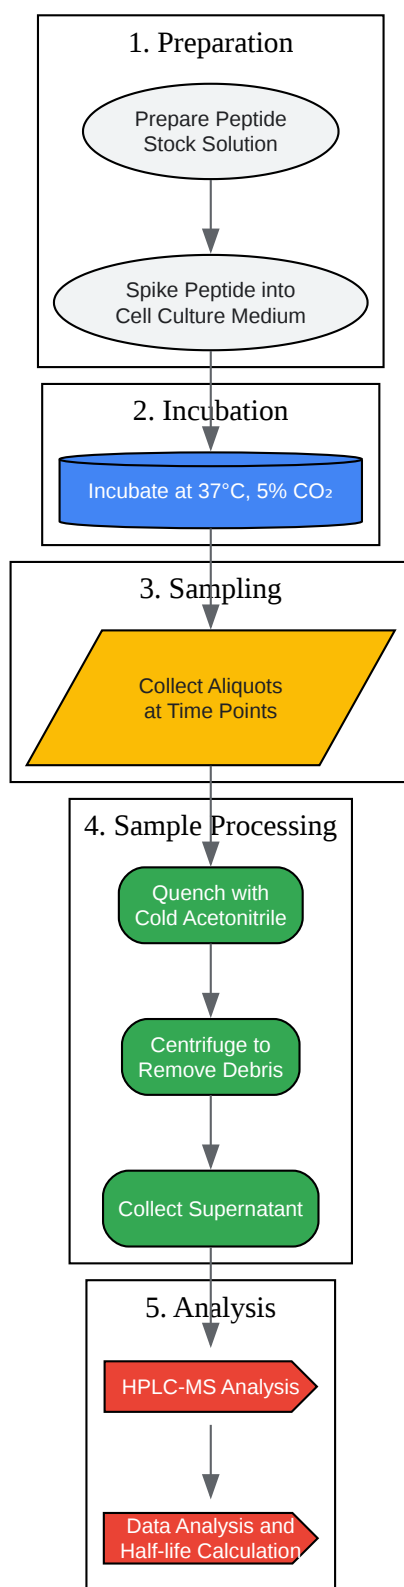 1. Preparation
Prepare Peptide
Stock Solution
Spike Peptide into
Cell Culture Medium
2. Incubation
Incubate at 37°C, 5% CO₂
3. Sampling
Collect Aliquots
at Time Points
4. Sample Processing
Quench with
Cold Acetonitrile
Centrifuge to
Remove Debris
Collect Supernatant
5. Analysis
HPLC-MS Analysis
Data Analysis and
Half-life Calculation